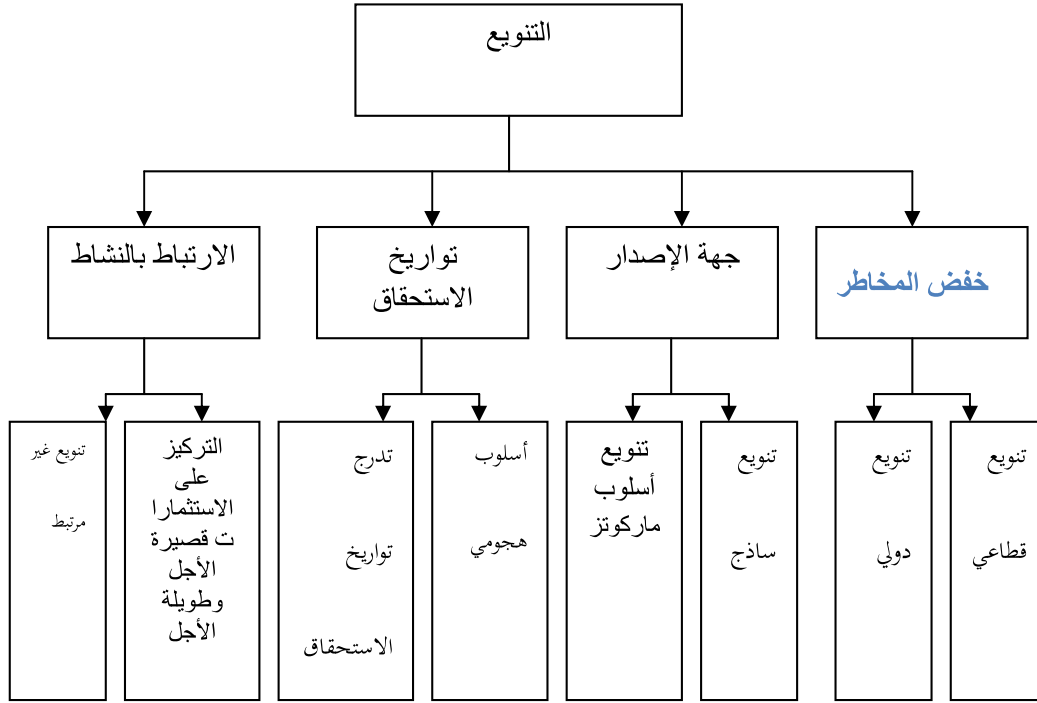 التنويع
خفض المخاطر
جهة الإصدار
تواريخ
الاستحقاق
الارتباط بالنشاط
تنويع
قطاعي
تنويع
دولي
تنويع
ساذج
تنويع
أسلوب
ماركوتز
أسلوب
هجومي
تدرج
تواريخ
الاستحقاق
التركيز
على
الاستثمارا
ت قصيرة
الأجل
وطويلة
الأجل
تنويع غير
مرتبط